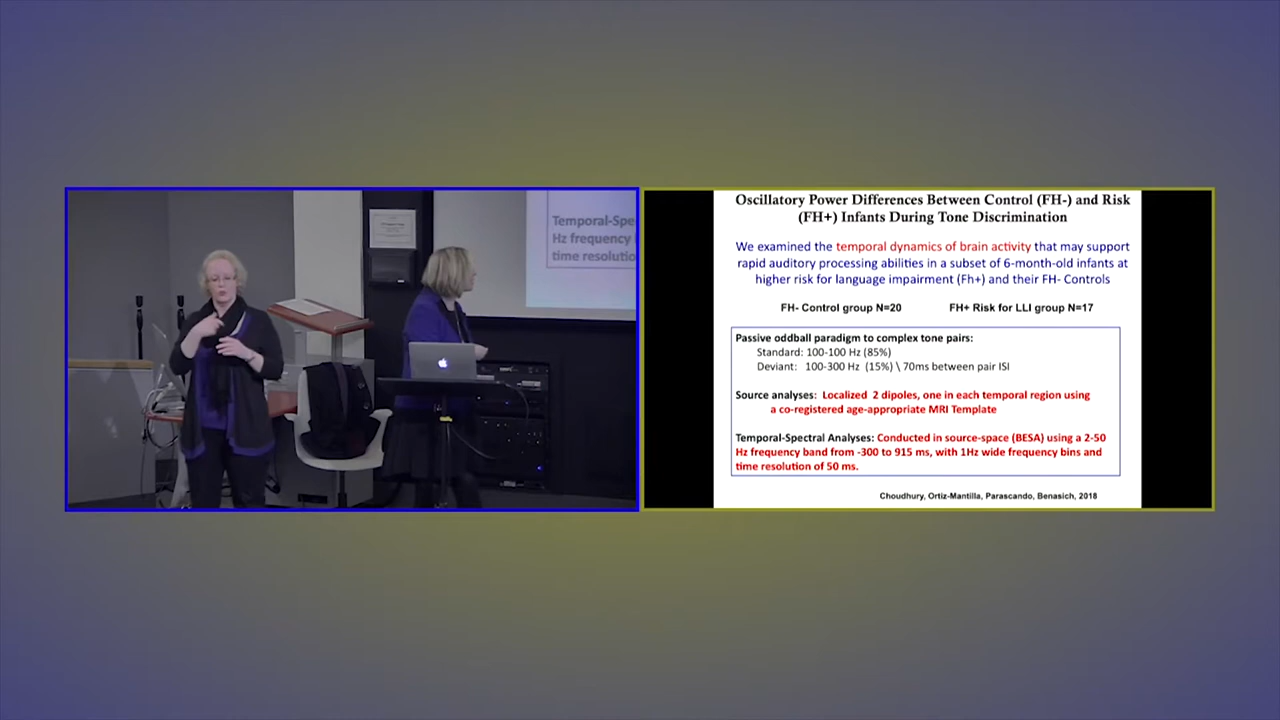 Temporal-Spe
Hz frequency
time resolutio
Oscillatory Power Differences Between Control (FH-) and Risk
(FH+) Infants During Tone Discrimination
We examined the temporal dynamics of brain activity that may support
rapid auditory processing abilities in a subset of 6-month-old infants at
higher risk for language impairment (Fh+) and their FH- Controls
FH- Control group N=20 FH+ Risk for LLI group N=17
Passive oddball paradigm to complex tone pairs:
Standard: 100-100 Hz (85%)
Deviant: 100-300 Hz (15%) \ 70ms between pair ISI
Source analyses: Localized 2 dipoles, one in each temporal region using
a co-registered age-appropriate MRI Template
Temporal-Spectral Analyses: Conducted in source-space (BESA) using a 2-50
Hz frequency band from -300 to 915 ms, with 1Hz wide frequency bins and
time resolution of 50 ms.
Choudhury, Ortiz-Mantilla, Parascando, Benasich, 2018